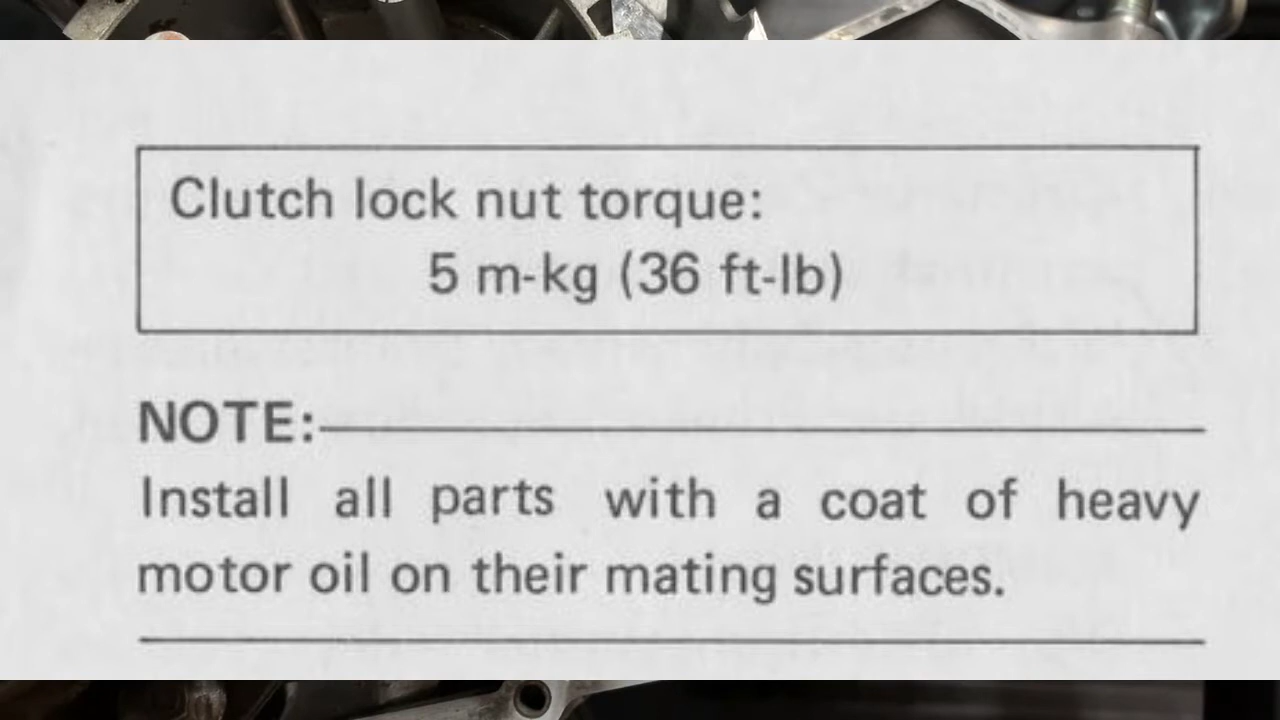 Clutch lock nut torque:
5 m-kg (36 ft-lb)
NOTE:
Install all parts with a coat of heavy
motor oil on their mating surfaces.